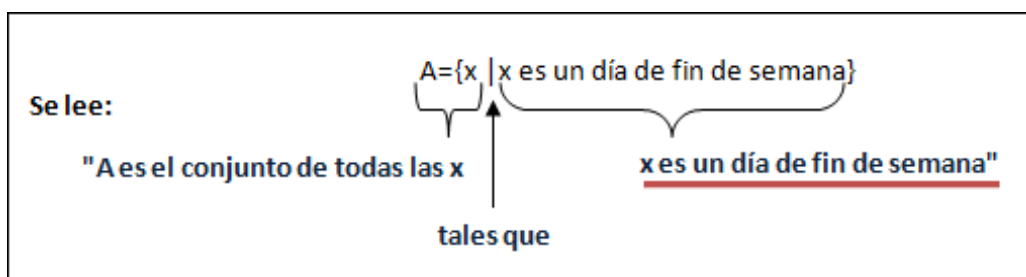 A={x |x es un día de fin de semana}
Se lee:
"A es el conjunto de todas las x
x es un día de fin de semana"
tales que